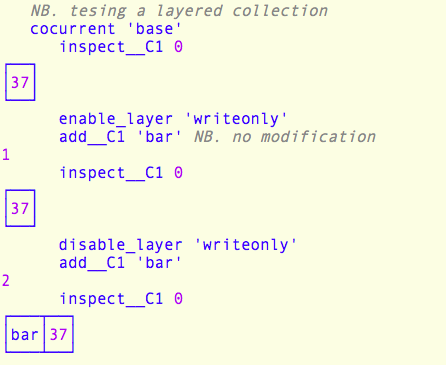 NB. tesing a layered collection
cocurrent 'base'
inspect__C1 0
37
enable_layer 'writeonly'
add__C1 'bar' NB. no modification
1
inspect__C1 0
37
disable_layer 'writeonly'
add__C1 'bar'
2
inspect__C1 0
bar 37